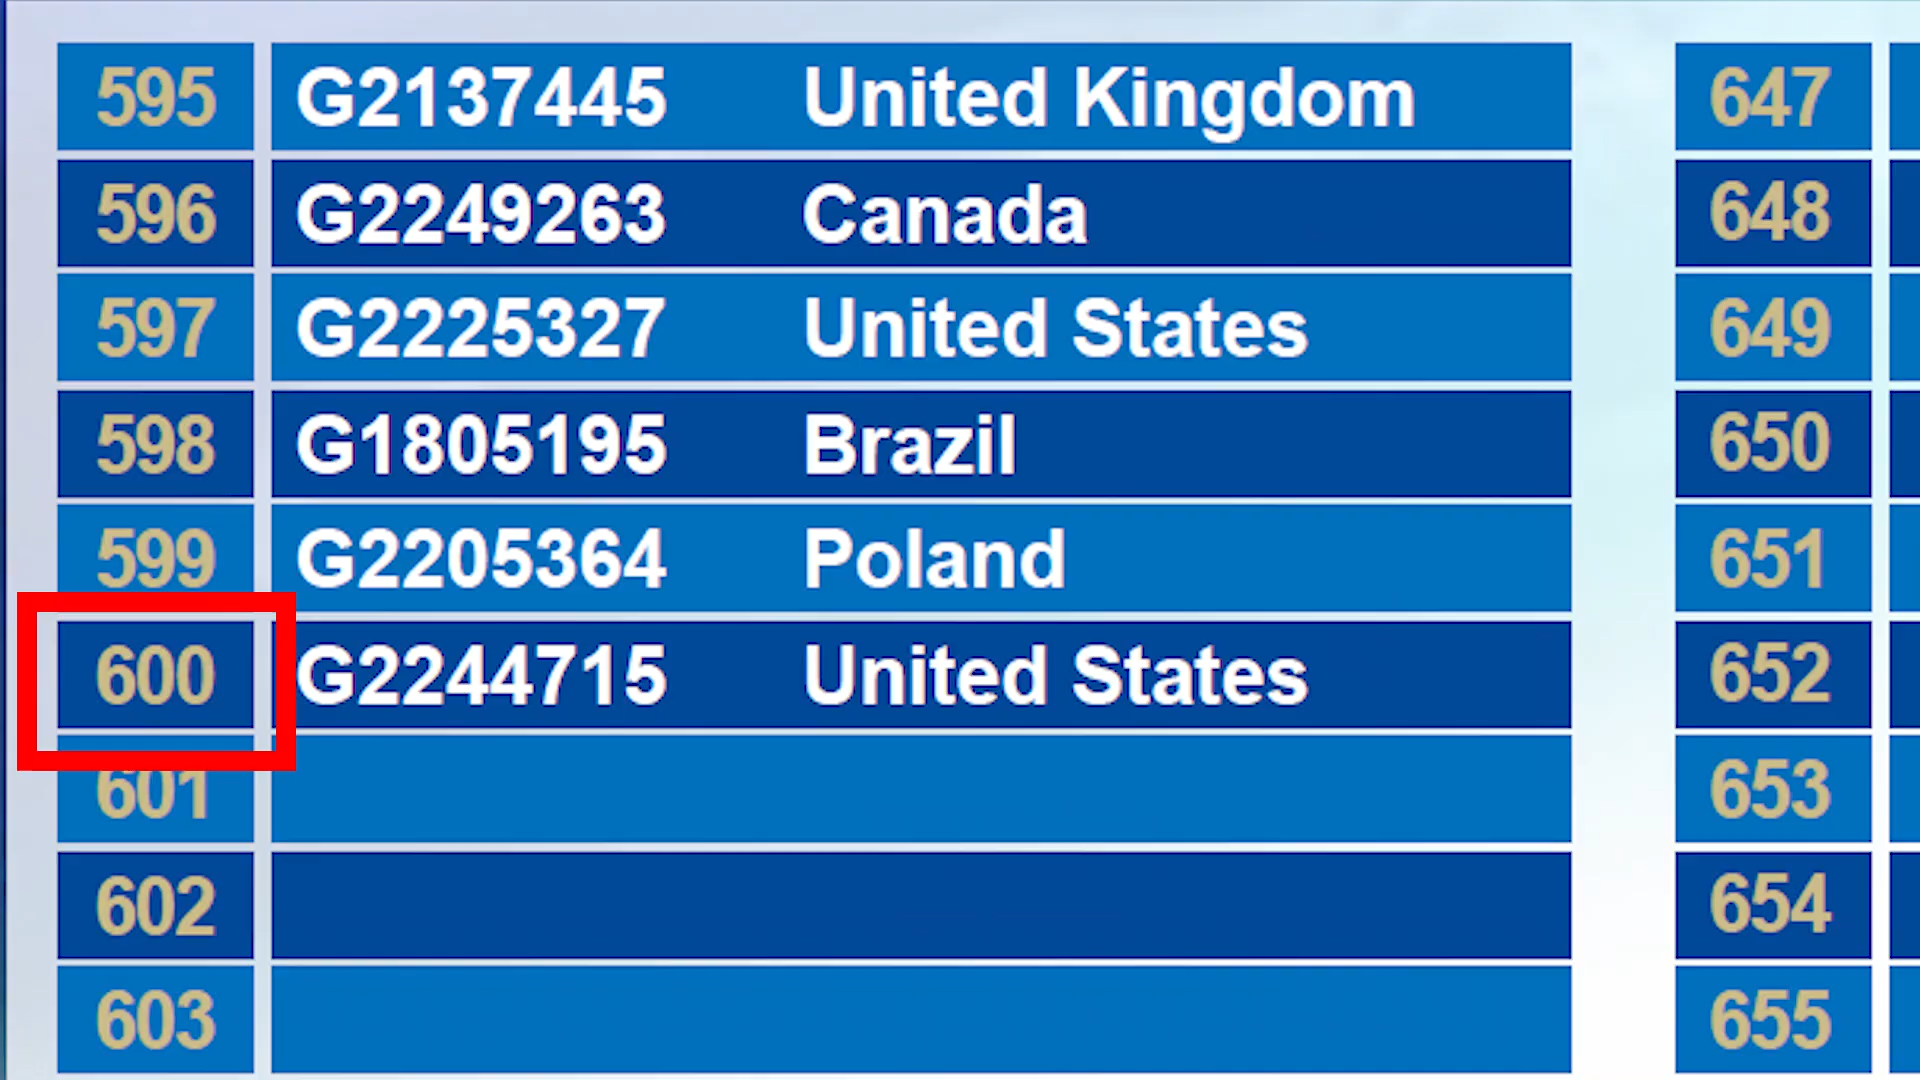 595 G2137445 United Kingdom 647
596 G2249263 Canada 648
597 G2225327 United States 649
598 G1805195 Brazil 650
599 G2205364 Poland 651
600 G2244715 United States 652
601 653
602 654
603 655